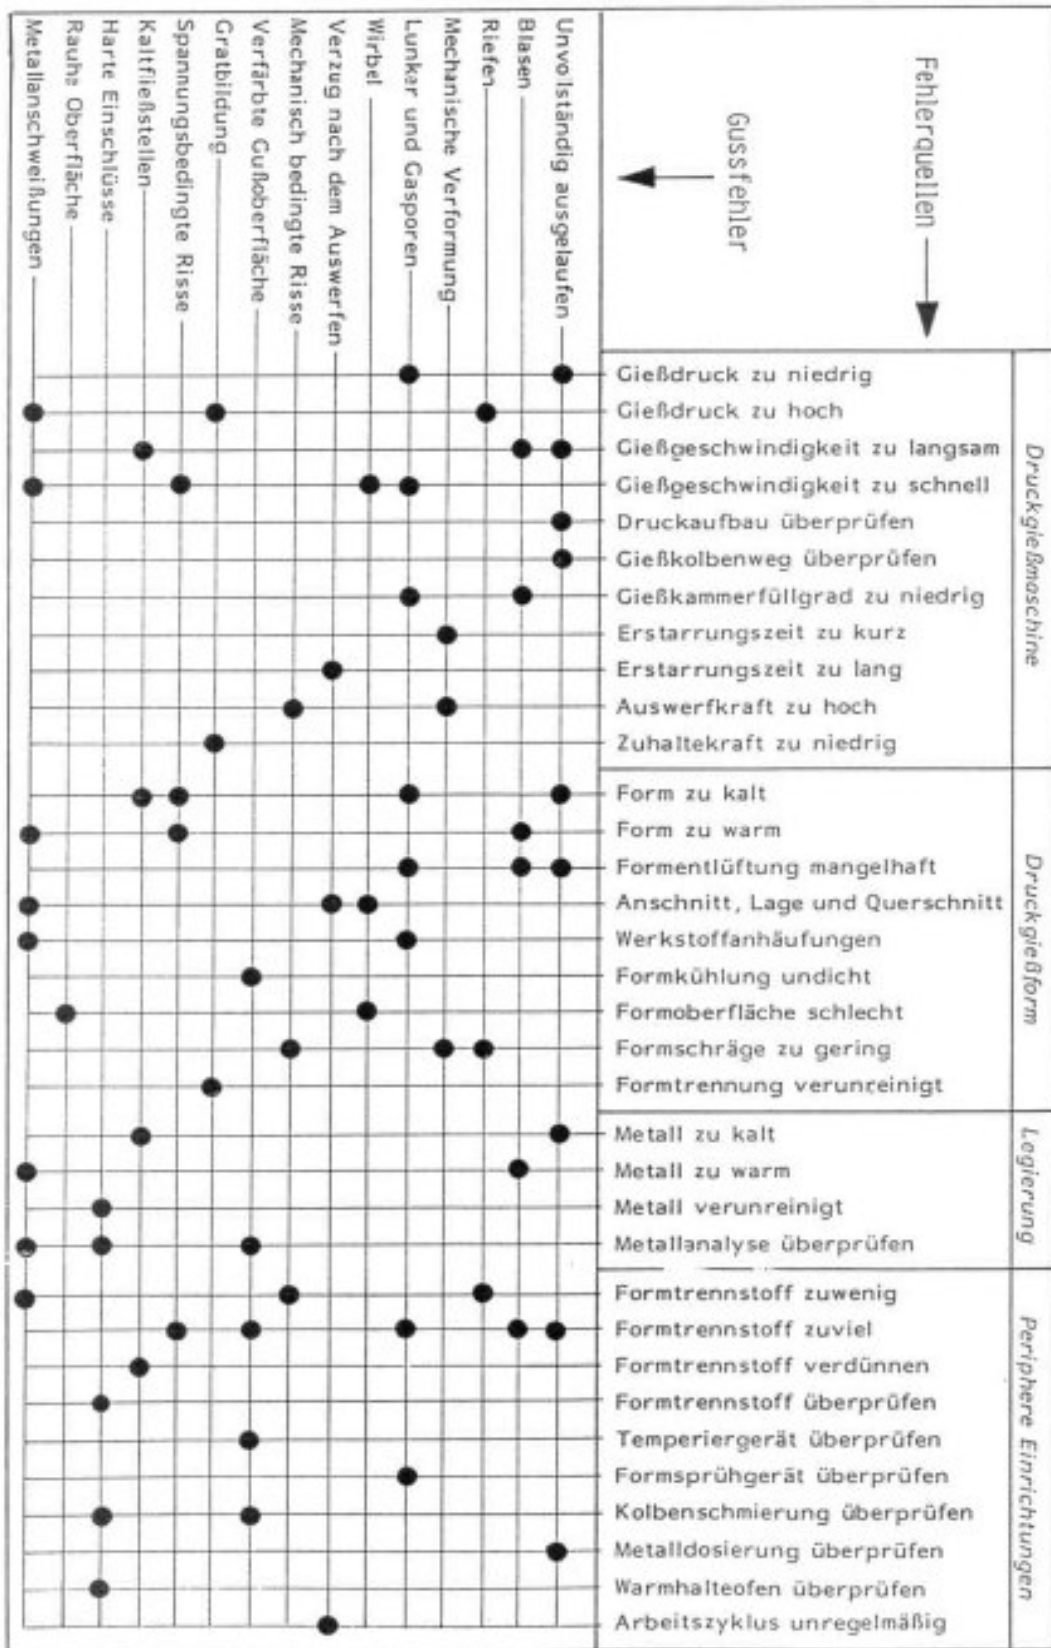 Fehlerquellen
Gussfehler
Unvolständig ausgelaufen
Blasen
Riefen
Mechanische Verformung
Lunker und Gasporen
Wirbel
Verzug nach dem Auswerfen
Mechanisch bedingte Risse
Verfärbte Gußoberfläche
Gratbildung
Spannungsbedingte Risse
Kaltfließstellen
Harte Einschlüsse
Rauhe Oberfläche
Metallanschweißungen
Druckgießmaschine
Gießdruck zu niedrig
Gießdruck zu hoch
Gießgeschwindigkeit zu langsam
Gießgeschwindigkeit zu schnell
Druckaufbau überprüfen
Gießkolbenweg überprüfen
Gießkammerfüllgrad zu niedrig
Erstarrungszeit zu kurz
Erstarrungszeit zu lang
Auswerfkraft zu hoch
Zuhaltekraft zu niedrig
Druckgießform
Form zu kalt
Form zu warm
Formentlüftung mangelhaft
Anschnitt, Lage und Querschnitt
Werkstoffanhäufungen
Formkühlung undicht
Formoberfläche schlecht
Formschräge zu gering
Formtrennung verunreinigt
Legierung
Metall zu kalt
Metall zu warm
Metall verunreinigt
Metallanalyse überprüfen
Periphere Einrichtungen
Formtrennstoff zuwenig
Formtrennstoff zuviel
Formtrennstoff verdünnen
Formtrennstoff überprüfen
Temperiergerät überprüfen
Formsprühgerät überprüfen
Kolbenschmierung überprüfen
Metalldosierung überprüfen
Warmhalteofen überprüfen
Arbeitszyklus unregelmäßig